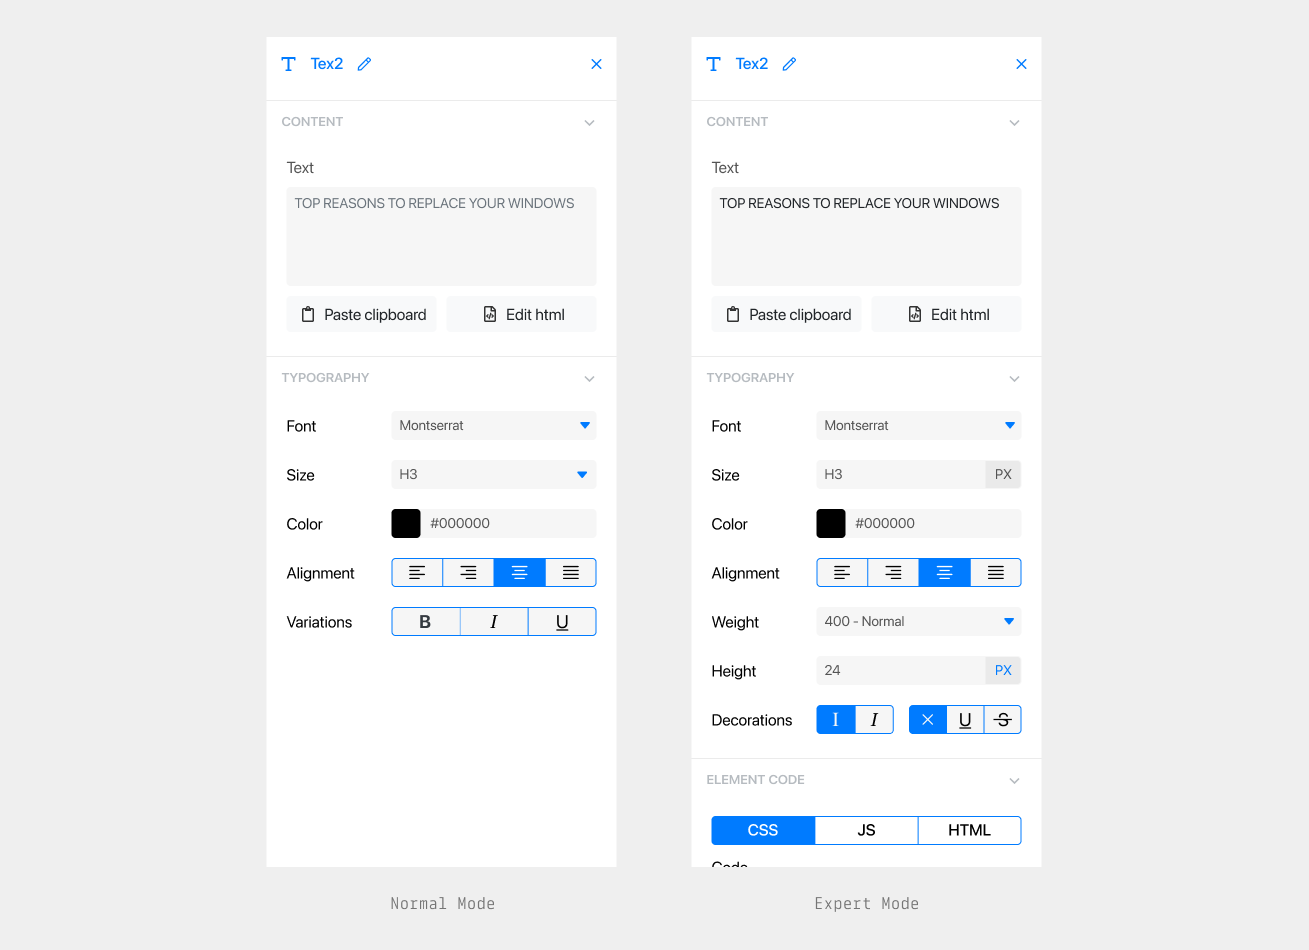 Tex2
CONTENT
Text
TOP REASONS TO REPLACE YOUR WINDOWS
Paste clipboard
Edit html
TYPOGRAPHY
Font
Montserrat
Size
H3
Color
#000000
Alignment
Variations
B
I
U
Normal Mode
Tex2
CONTENT
Text
TOP REASONS TO REPLACE YOUR WINDOWS
Paste clipboard
Edit html
TYPOGRAPHY
Font
Montserrat
Size
H3
PX
Color
#000000
Alignment
Weight
400 - Normal
Height
24
PX
Decorations
I
I
U
S
ELEMENT CODE
CSS
JS
HTML
Code
Expert Mode